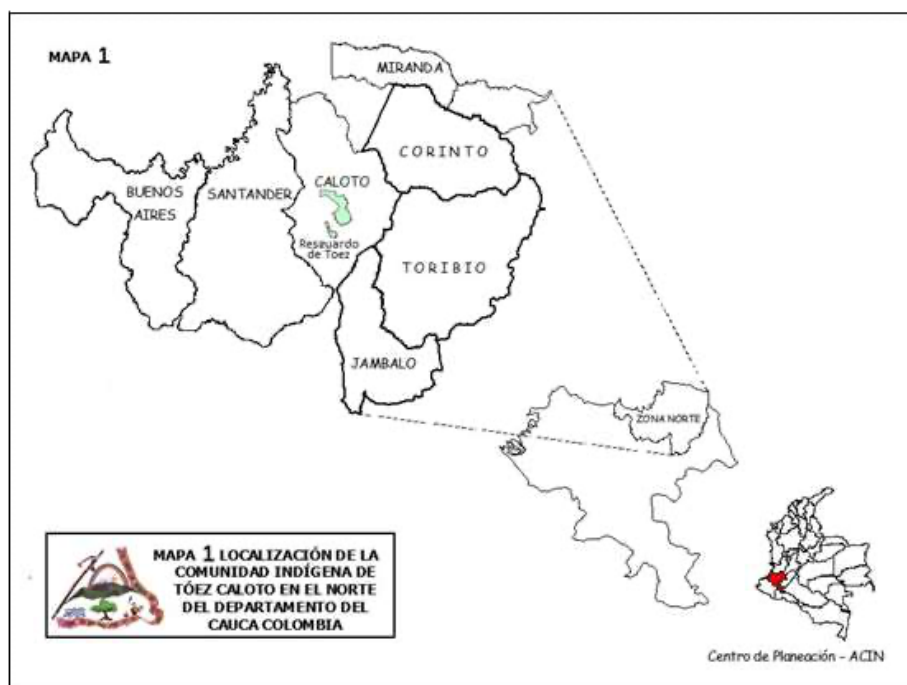 MAPA 1
MIRANDA
CORINTO
CALOTO
BUENOS
AIRES
SANTANDER
Resguardo
de Toez
TORIBIO
JAMBALO
ZONA NORTE
MAPA 1 LOCALIZACIÓN DE LA
COMUNIDAD INDÍGENA DE
TÓEZ CALOTO EN EL NORTE
DEL DEPARTAMENTO DEL
CAUCA COLOMBIA
Centro de Planeación - ACIN